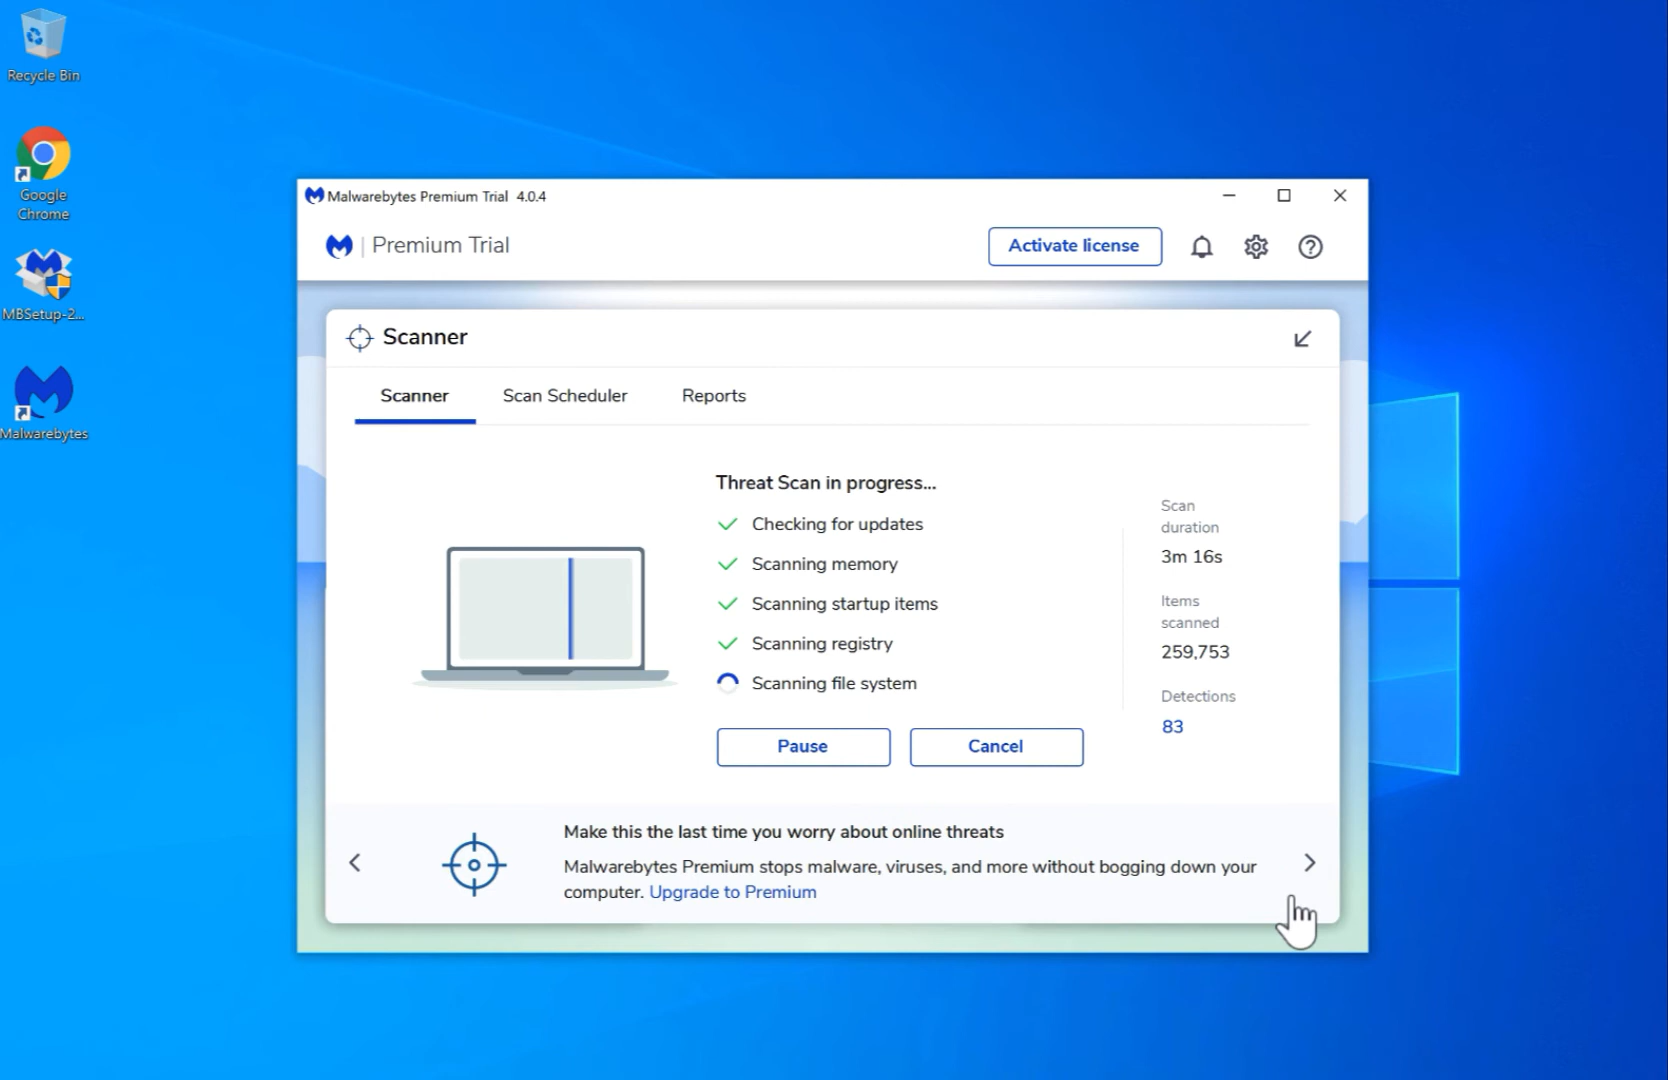 Recycle Bin
Google
Chrome
MBSetup-2...
Malwarebytes
Malwarebytes Premium Trial 4.0.4
Premium Trial
Activate license
Scanner
Scanner
Scan Scheduler
Reports
Threat Scan in progress...
Checking for updates
Scanning memory
Scanning startup items
Scanning registry
Scanning file system
Pause
Cancel
Scan
duration
3m 16s
Items
scanned
259,753
Detections
83
Make this the last time you worry about online threats
Malwarebytes Premium stops malware, viruses, and more without bogging down your
computer. Upgrade to Premium